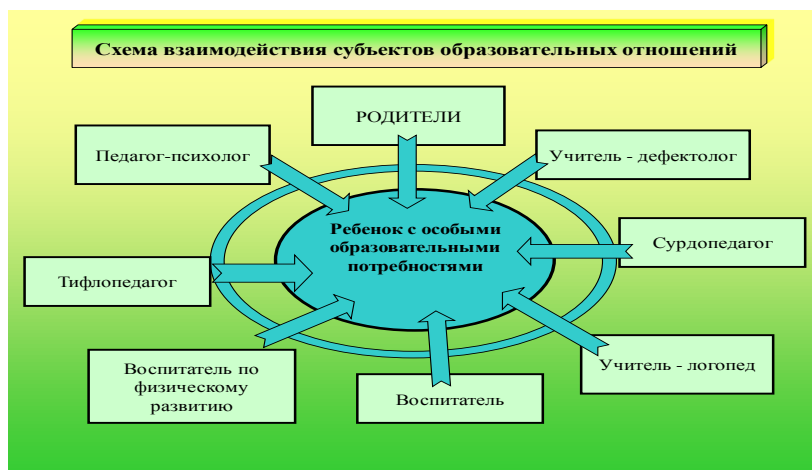 Схема взаимодействия субъектов образовательных отношений
РОДИТЕЛИ
Педагог-психолог
Учитель - дефектолог
Ребенок с особыми
образовательными
потребностями
Сурдопедагог
Тифлопедагог
Воспитатель по
физическому
развитию
Воспитатель
Учитель - логопед